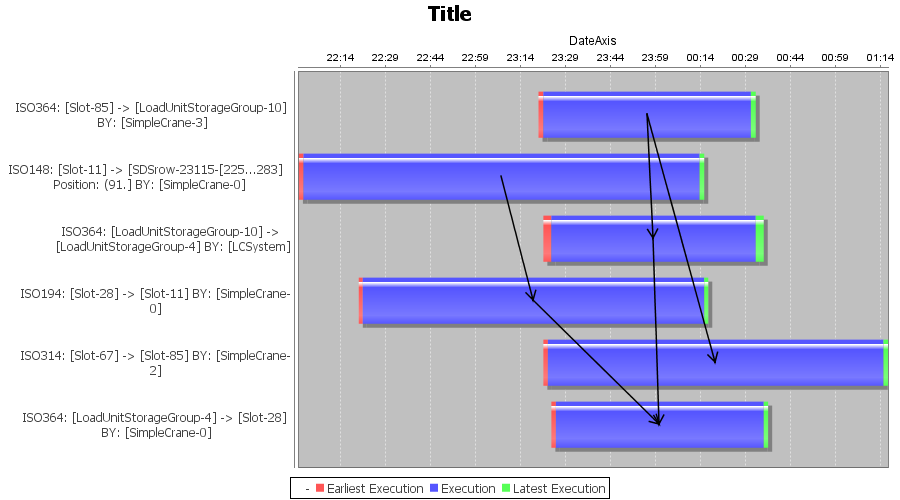 Title
DateAxis
22:14 22:29 22:44 22:59 23:14 23:29 23:44 23:59 00:14 00:29 00:44 00:59 01:14
ISO364: [Slot-85] -> [LoadUnitStorageGroup-10]
BY: [SimpleCrane-3]
ISO148: [Slot-11] -> [SDSrow-23115-[225...283]
Position: (91.] BY: [SimpleCrane-0]
ISO364: [LoadUnitStorageGroup-10] ->
[LoadUnitStorageGroup-4] BY: [LCSystem]
ISO194: [Slot-28] -> [Slot-11] BY: [SimpleCrane-
0]
ISO314: [Slot-67] -> [Slot-85] BY: [SimpleCrane-
2]
ISO364: [LoadUnitStorageGroup-4] -> [Slot-28]
BY: [SimpleCrane-0]
- Earliest Execution Execution Latest Execution